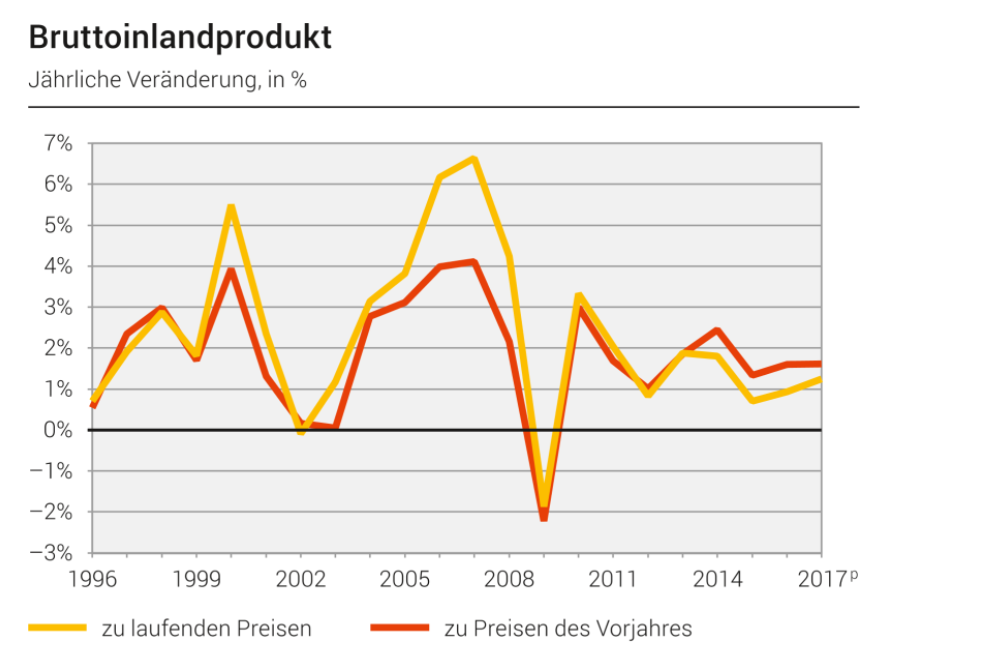 Bruttoinlandprodukt
Jährliche Veränderung, in %
7%
6%
5%
4%
3%
2%
1%
0%
–1%
–2%
–3%
1996 1999 2002 2005 2008 2011 2014 2017ᵖ
zu laufenden Preisen zu Preisen des Vorjahres